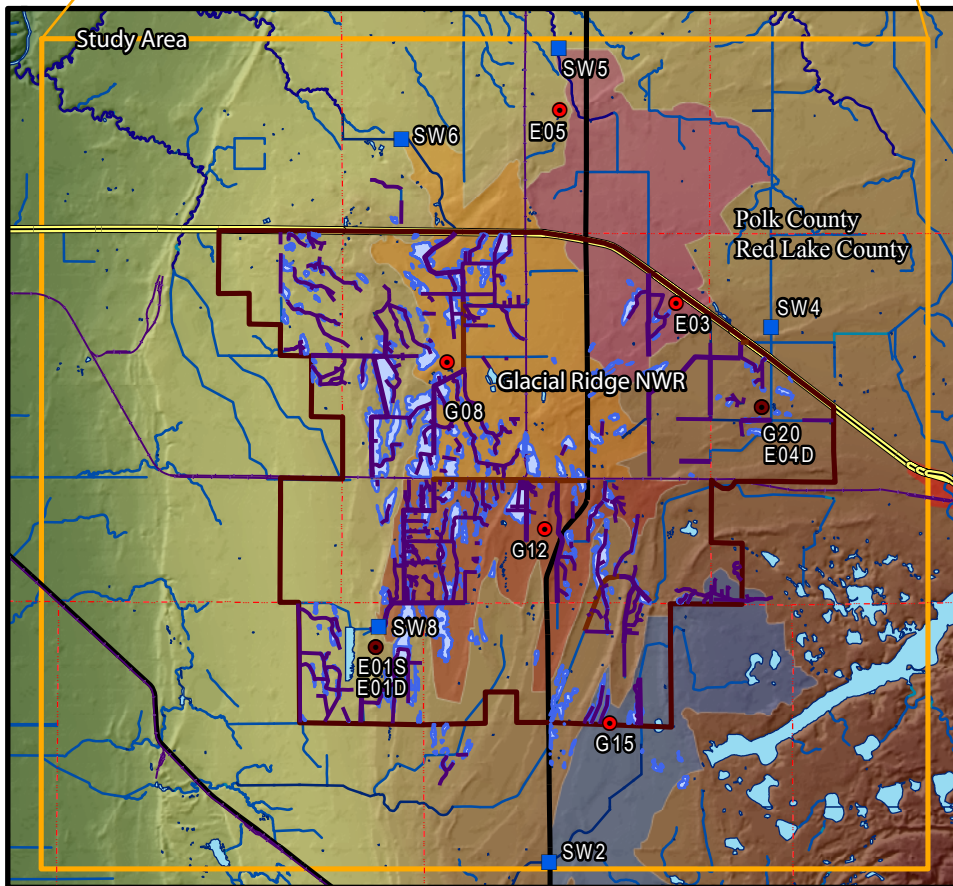 Study Area
SW5
E05
SW6
Polk County
Red Lake County
E03
SW4
Glacial Ridge NWR
G08
G20
E04D
G12
SW8
E01S
E01D
G15
SW2